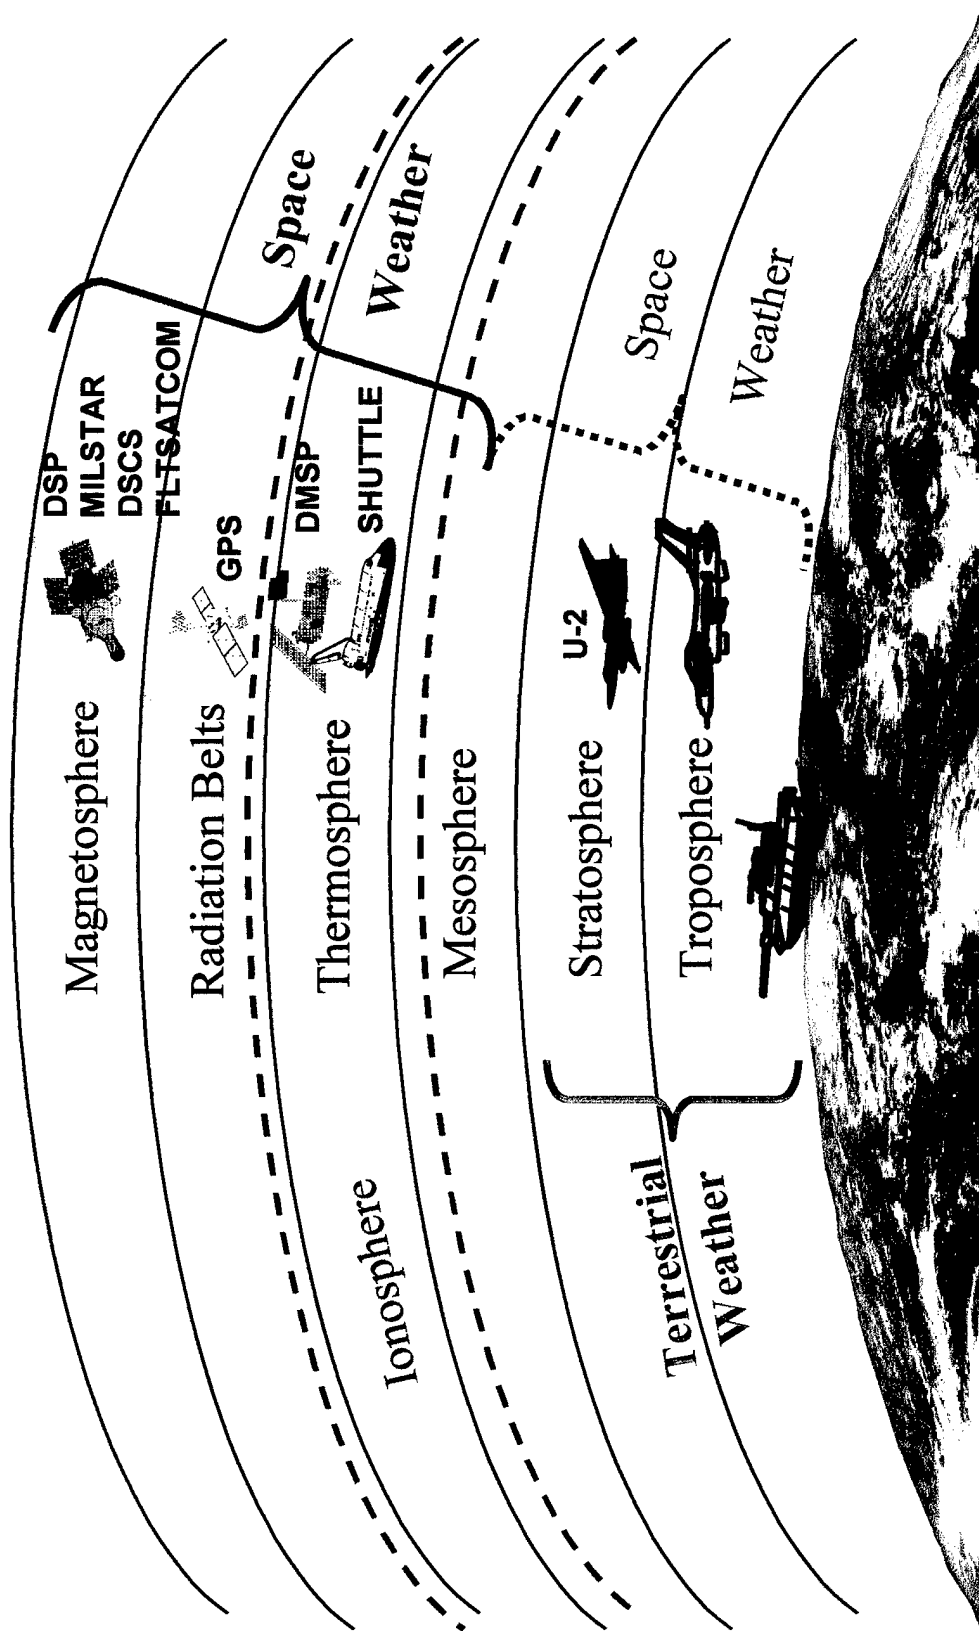 Magnetosphere
DSP
MILSTAR
DSCS
FLTSATCOM
Radiation Belts
GPS
Space
Weather
Ionosphere
Thermosphere
DMSP
SHUTTLE
Mesosphere
Stratosphere
U-2
Space
Weather
Terrestrial
Weather
Troposphere